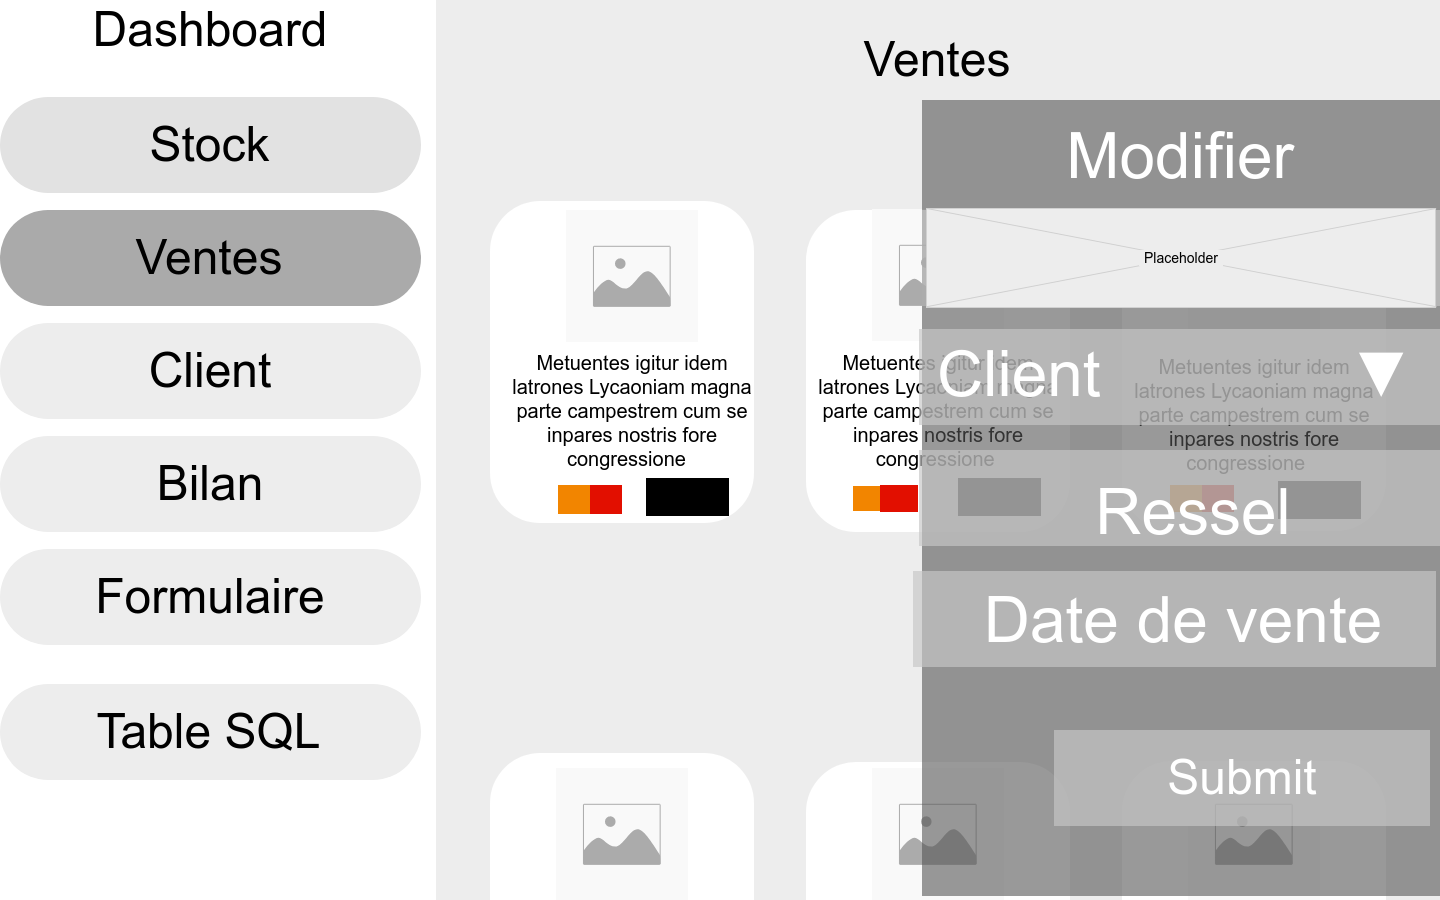 Dashboard
Stock
Ventes
Client
Bilan
Formulaire
Table SQL
Ventes
Metuentes igitur idem
latrones Lycaoniam magna
parte campestrem cum se
inpares nostris fore
congressione
Metuentes igitur idem
latrones Lycaoniam magna
parte campestrem cum se
inpares nostris fore
congressione
Metuentes igitur idem
latrones Lycaoniam magna
parte campestrem cum se
inpares nostris fore
congressione
Modifier
Placeholder
Client
Ressel
Date de vente
Submit